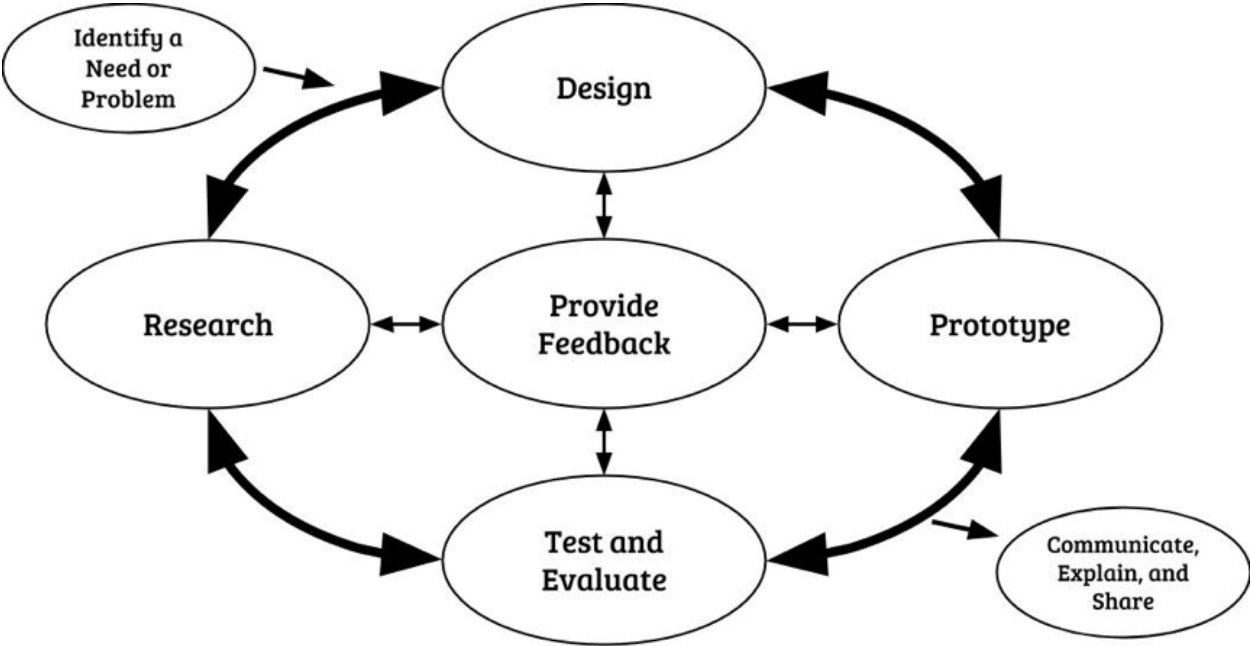 Identify a
Need or
Problem
Design
Research
Provide
Feedback
Prototype
Test and
Evaluate
Communicate,
Explain, and
Share